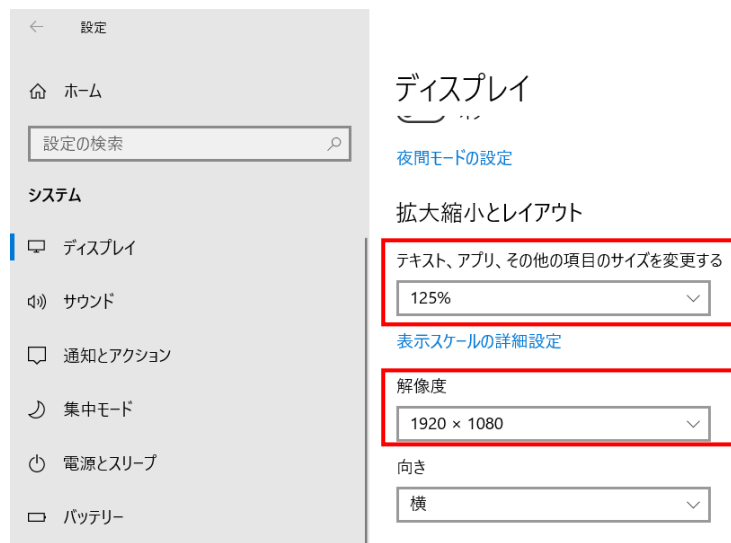 設定
ホーム
設定の検索
システム
ディスプレイ
サウンド
通知とアクション
集中モード
電源とスリープ
バッテリー
ディスプレイ
夜間モードの設定
拡大縮小とレイアウト
テキスト、アプリ、その他の項目のサイズを変更する
125%
表示スケールの詳細設定
解像度
1920 × 1080
向き
横